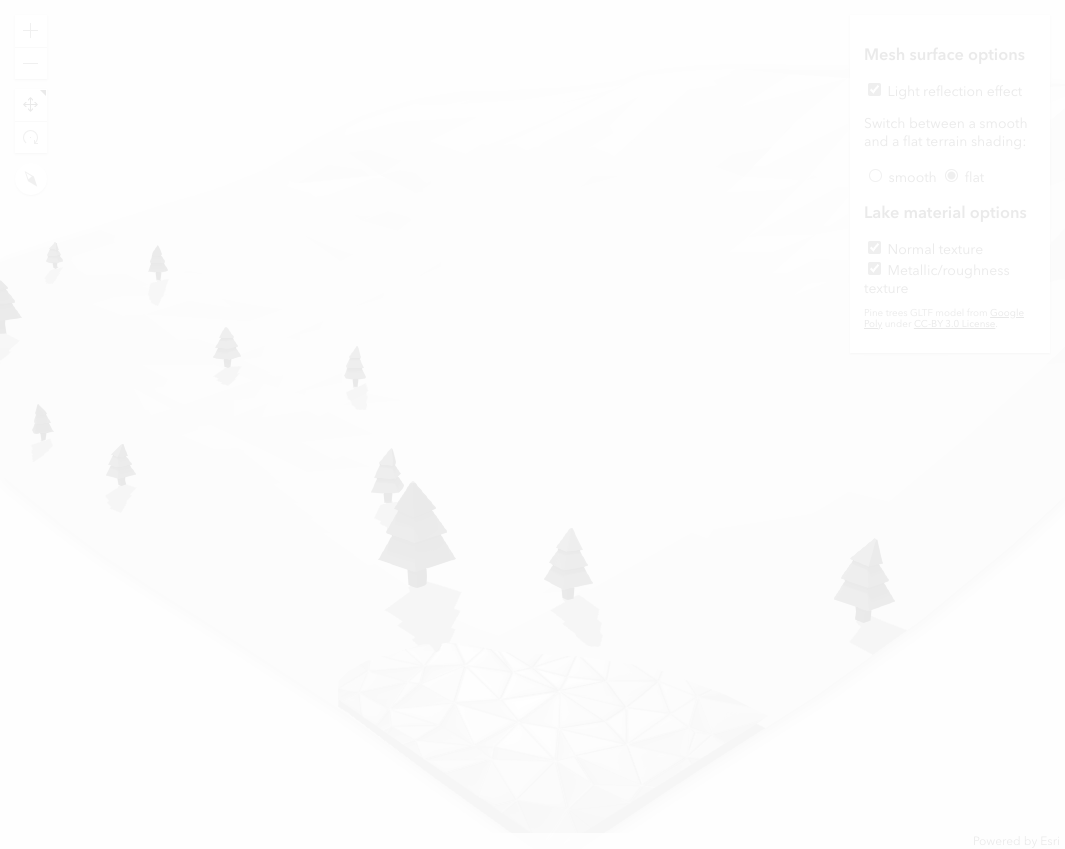 Mesh surface options
Light reflection effect
Switch between a smooth
and a flat terrain shading:
smooth flat
Lake material options
Normal texture
Metallic/roughness
texture
Pine trees GLTF model from Google
Poly under CC-BY 3.0 License
Powered by Esri